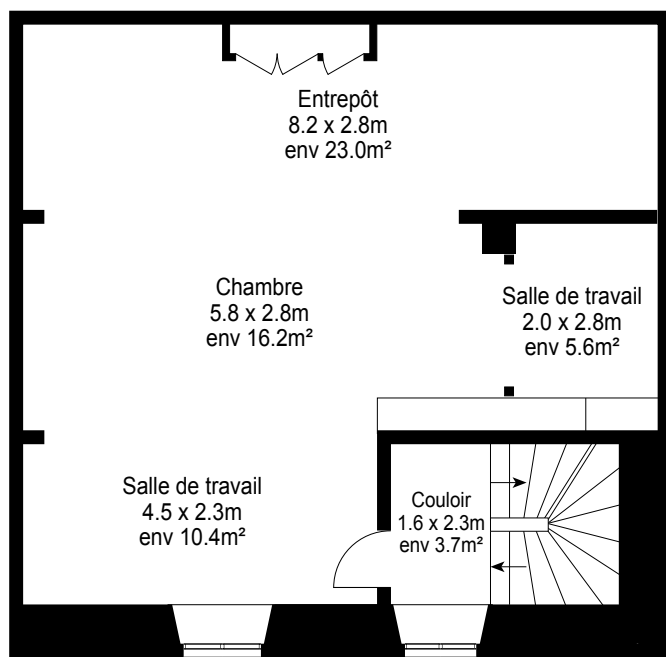 Entrepôt
8.2 x 2.8m
env 23.0m²
Chambre
5.8 x 2.8m
env 16.2m²
Salle de travail
2.0 x 2.8m
env 5.6m²
Salle de travail
4.5 x 2.3m
env 10.4m²
Couloir
1.6 x 2.3m
env 3.7m²